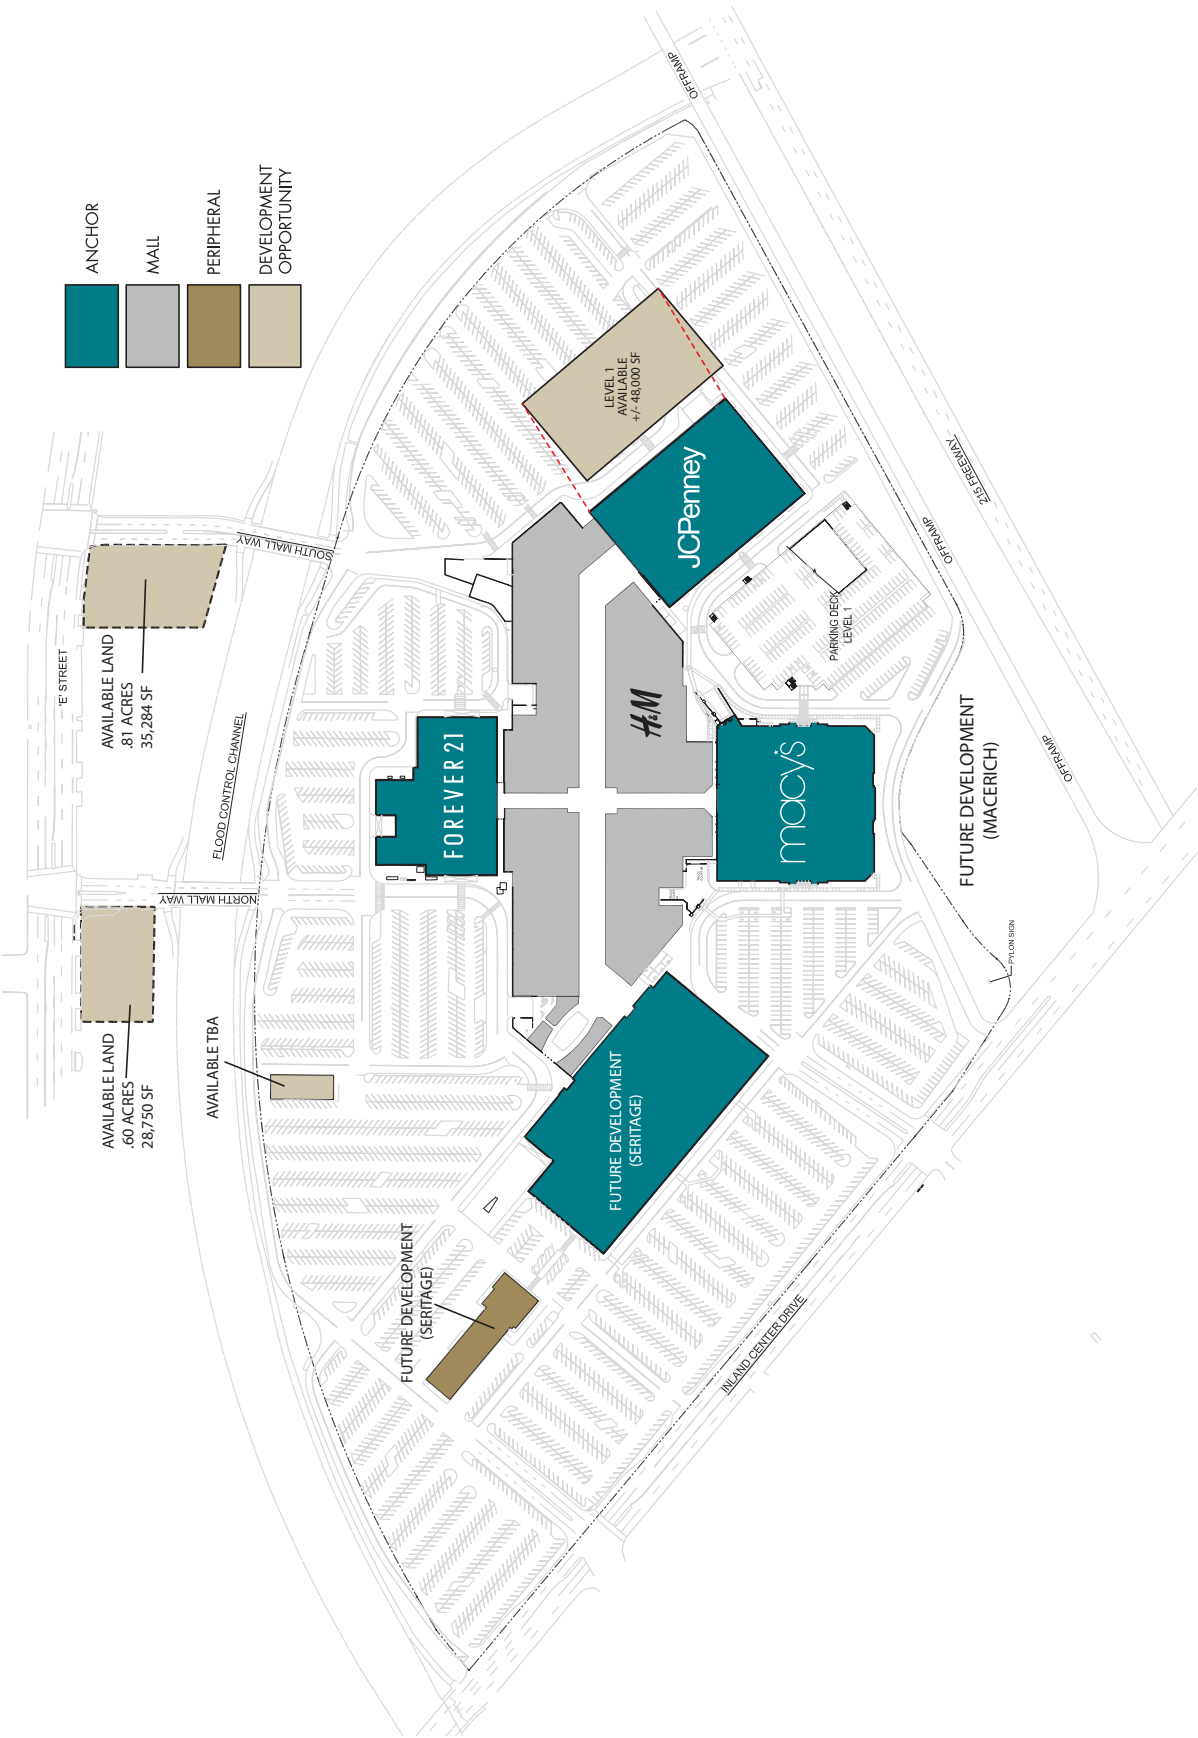 ANCHOR
MALL
PERIPHERAL
DEVELOPMENT
OPPORTUNITY
'E' STREET
AVAILABLE LAND
.81 ACRES
35,284 SF
AVAILABLE LAND
.60 ACRES
28,750 SF
SOUTH MALL WAY
NORTH MALL WAY
FLOOD CONTROL CHANNEL
AVAILABLE TBA
FOREVER 21
LEVEL 1
AVAILABLE
+/- 48,000 SF
JCPenney
H&M
macy's
PARKING DECK
LEVEL 1
FUTURE DEVELOPMENT
(SERITAGE)
FUTURE DEVELOPMENT
(SERITAGE)
FUTURE DEVELOPMENT
(MACERICH)
PYLON SIGN
OFFRAMP
215 FREEWAY
OFFRAMP
OFFRAMP
INLAND CENTER DRIVE